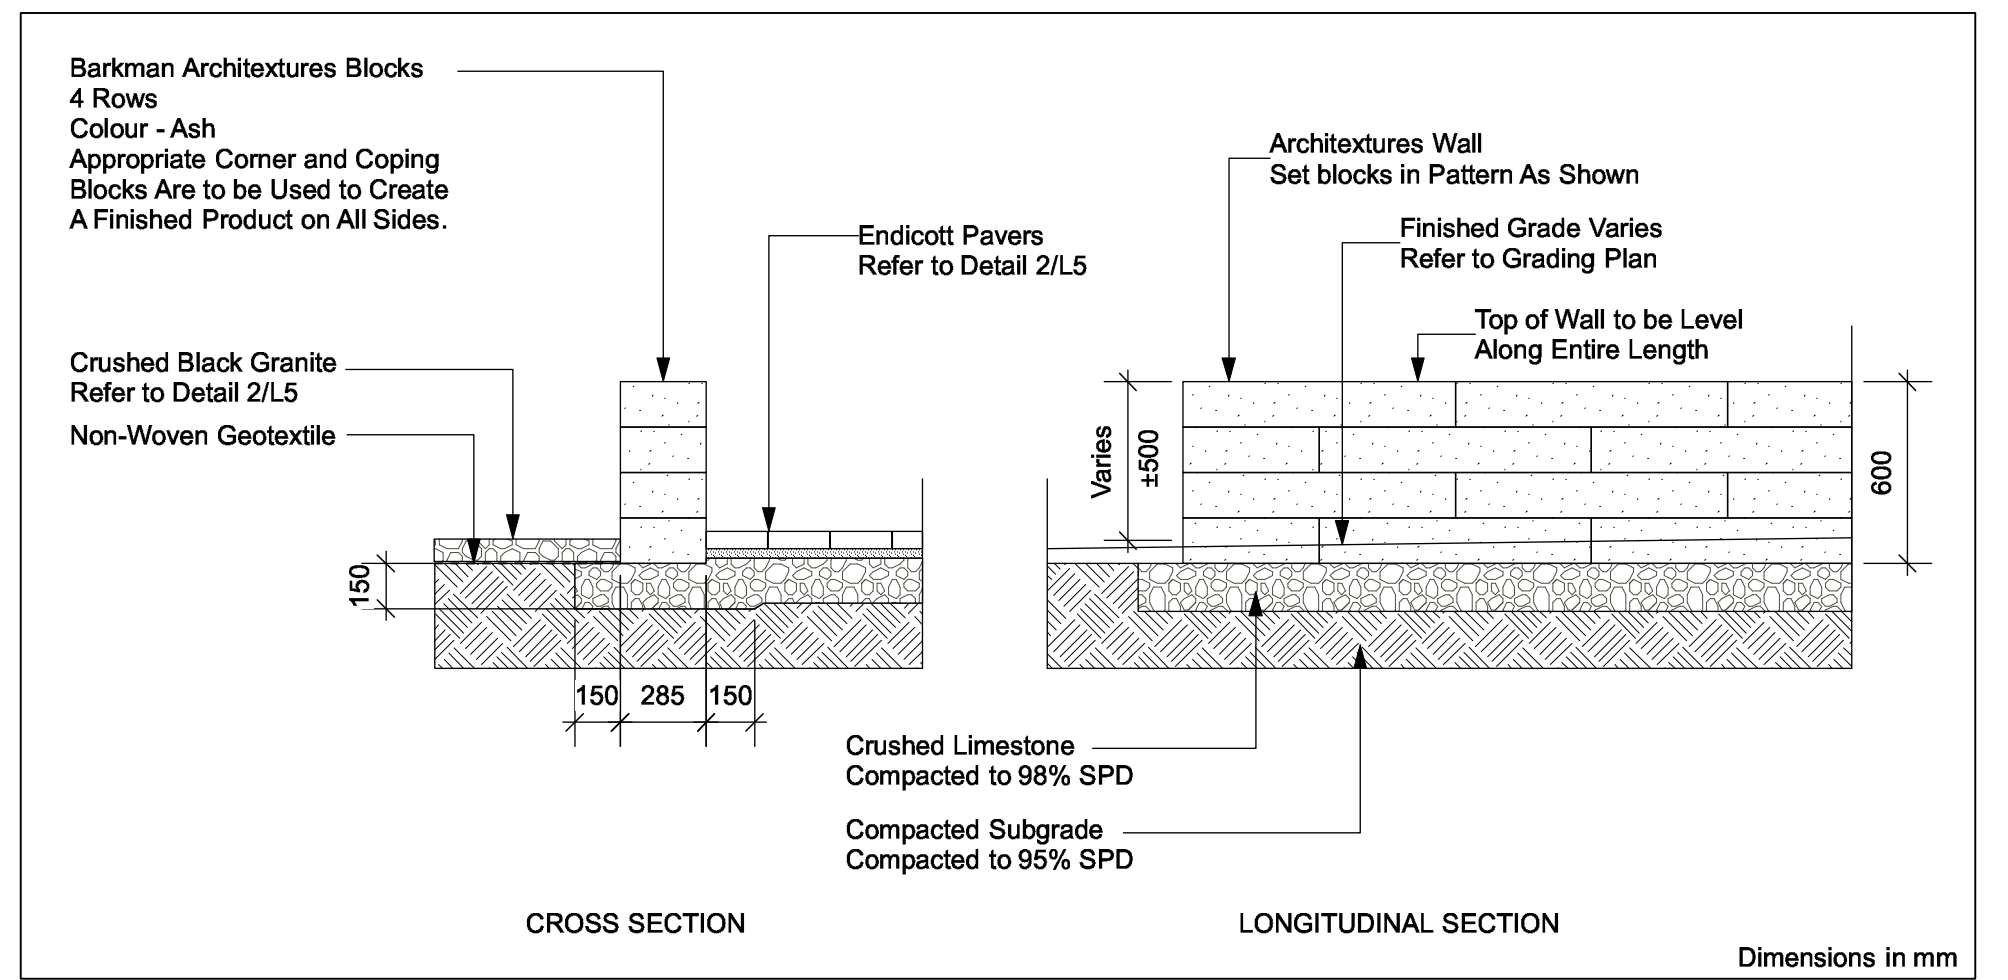 Barkman Architextures Blocks
4 Rows
Colour - Ash
Appropriate Corner and Coping
Blocks Are to be Used to Create
A Finished Product on All Sides.
Endicott Pavers
Refer to Detail 2/L5
Crushed Black Granite
Refer to Detail 2/L5
Non-Woven Geotextile
150
150
285
150
CROSS SECTION
Architextures Wall
Set blocks in Pattern As Shown
Finished Grade Varies
Refer to Grading Plan
Top of Wall to be Level
Along Entire Length
Varies
±500
600
Crushed Limestone
Compacted to 98% SPD
Compacted Subgrade
Compacted to 95% SPD
LONGITUDINAL SECTION
Dimensions in mm